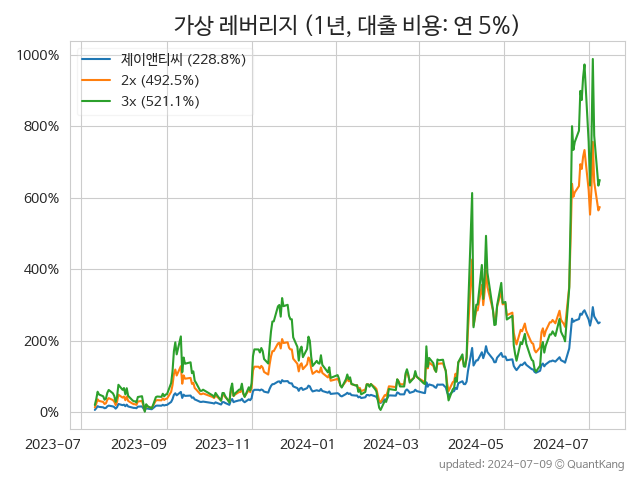 가상 레버리지 (1년, 대출 비용: 연 5%)
제이앤티씨 (228.8%)
2x (492.5%)
3x (521.1%)
1000%
800%
600%
400%
200%
0%
2023-07 2023-09 2023-11 2024-01 2024-03 2024-05 2024-07
updated: 2024-07-09 © QuantKang